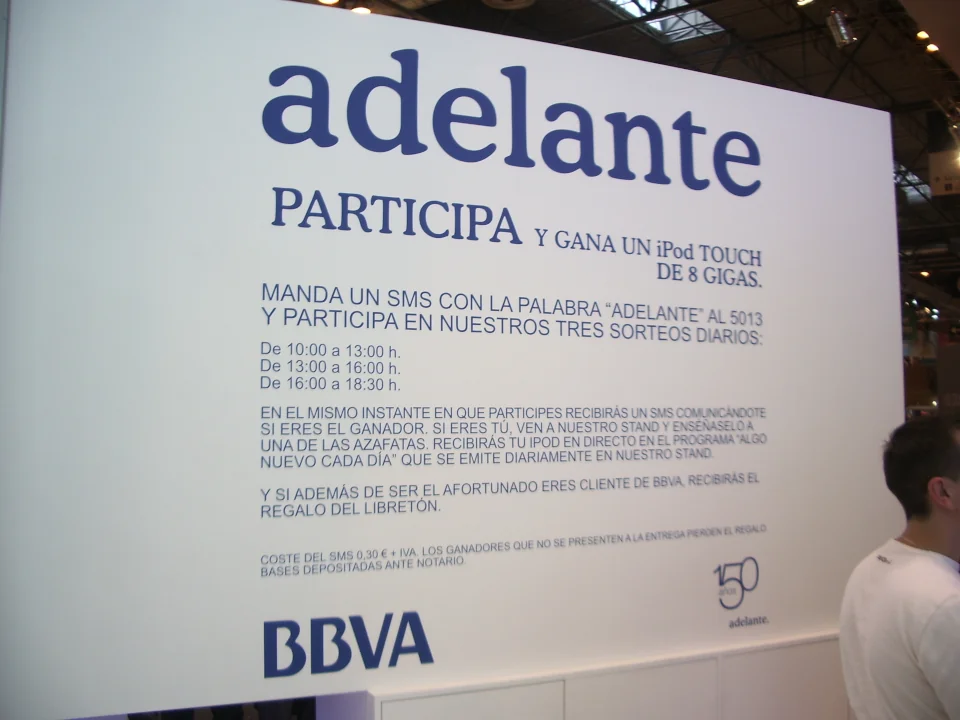 adelante
PARTICIPA Y GANA UN iPod TOUCH
DE 8 GIGAS.
MANDA UN SMS CON LA PALABRA “ADELANTE” AL 5013
Y PARTICIPA EN NUESTROS TRES SORTEOS DIARIOS:
De 10:00 a 13:00 h.
De 13:00 a 16:00 h.
De 16:00 a 18:30 h.
EN EL MISMO INSTANTE EN QUE PARTICIPES RECIBIRÁS UN SMS COMUNICÁNDOTE
SI ERES EL GANADOR. SI ERES TÚ, VEN A NUESTRO STAND Y ENSÉÑASELO A
UNA DE LAS AZAFATAS. RECIBIRÁS TU IPOD EN DIRECTO EN EL PROGRAMA “ALGO
NUEVO CADA DÍA” QUE SE EMITE DIARIAMENTE EN NUESTRO STAND.
Y SI ADEMÁS DE SER EL AFORTUNADO ERES CLIENTE DE BBVA. RECIBIRÁS EL
REGALO DEL LIBRETÓN.
COSTE DEL SMS 0,30 € + IVA. LOS GANADORES QUE NO SE PRESENTEN A LA ENTREGA PIERDEN EL REGALO
BASES DEPOSITADAS ANTE NOTARIO.
150
años
adelante.
BBVA